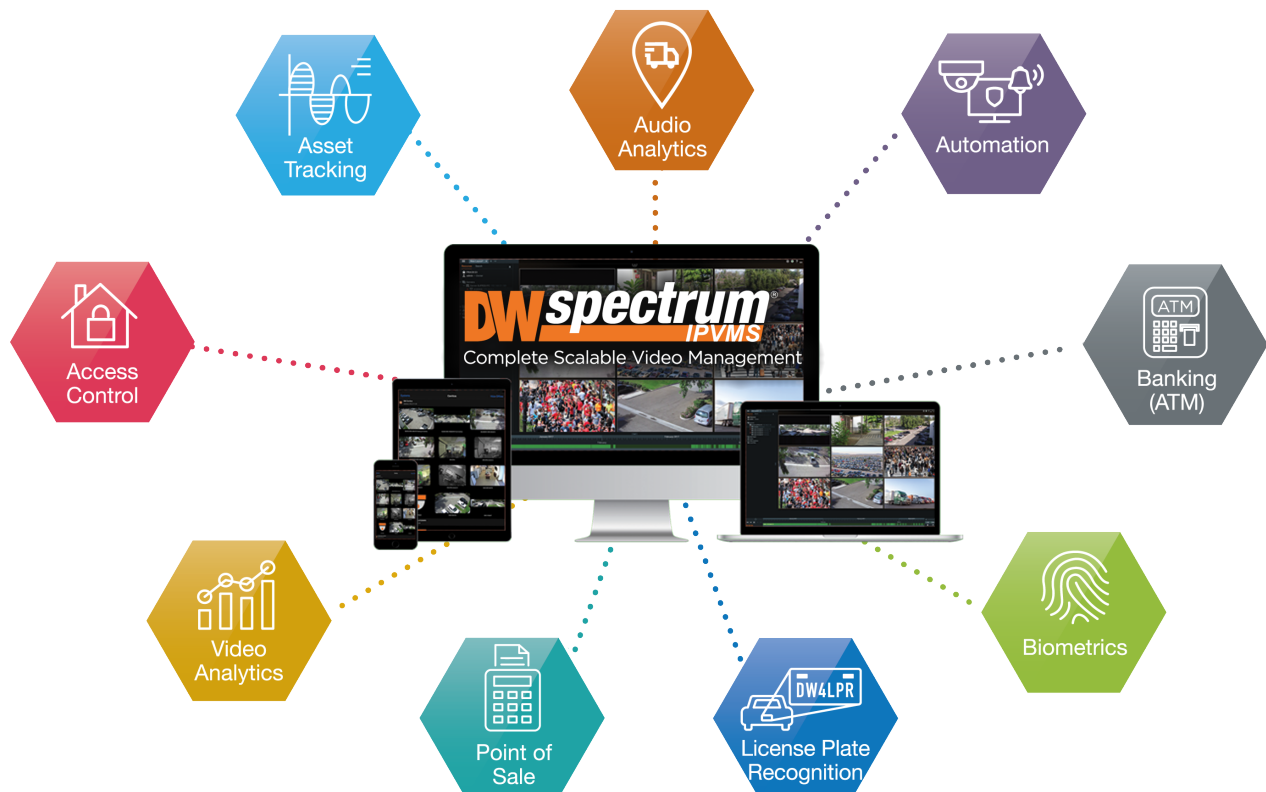 Audio
Analytics
Asset
Tracking
Automation
DW spectrum®
IPVMS
Complete Scalable Video Management
Access
Control
ATM
Banking
(ATM)
Video
Analytics
Biometrics
DW4LPR
Point of
Sale
License Plate
Recognition